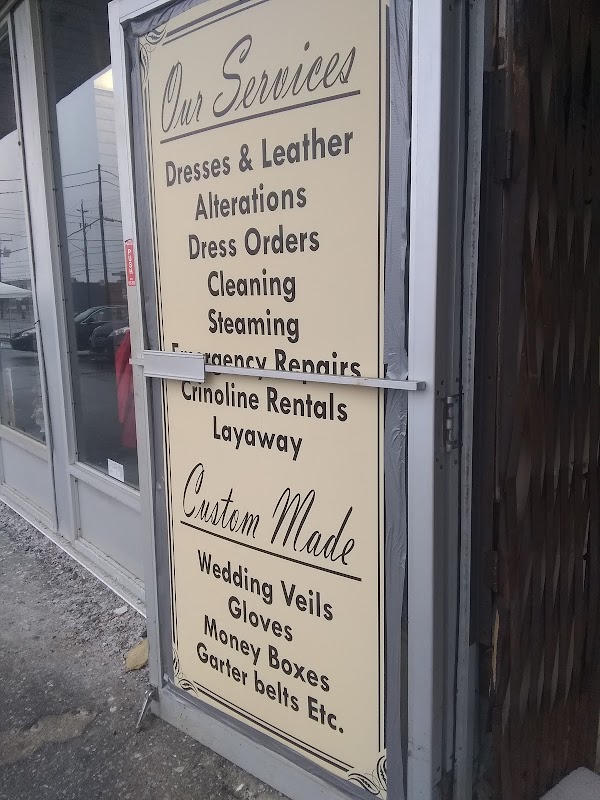 Our Services
Dresses & Leather
Alterations
Dress Orders
Cleaning
Steaming
Emergency Repairs
Crinoline Rentals
Layaway
Custom Made
Wedding Veils
Gloves
Money Boxes
Garter belts Etc.